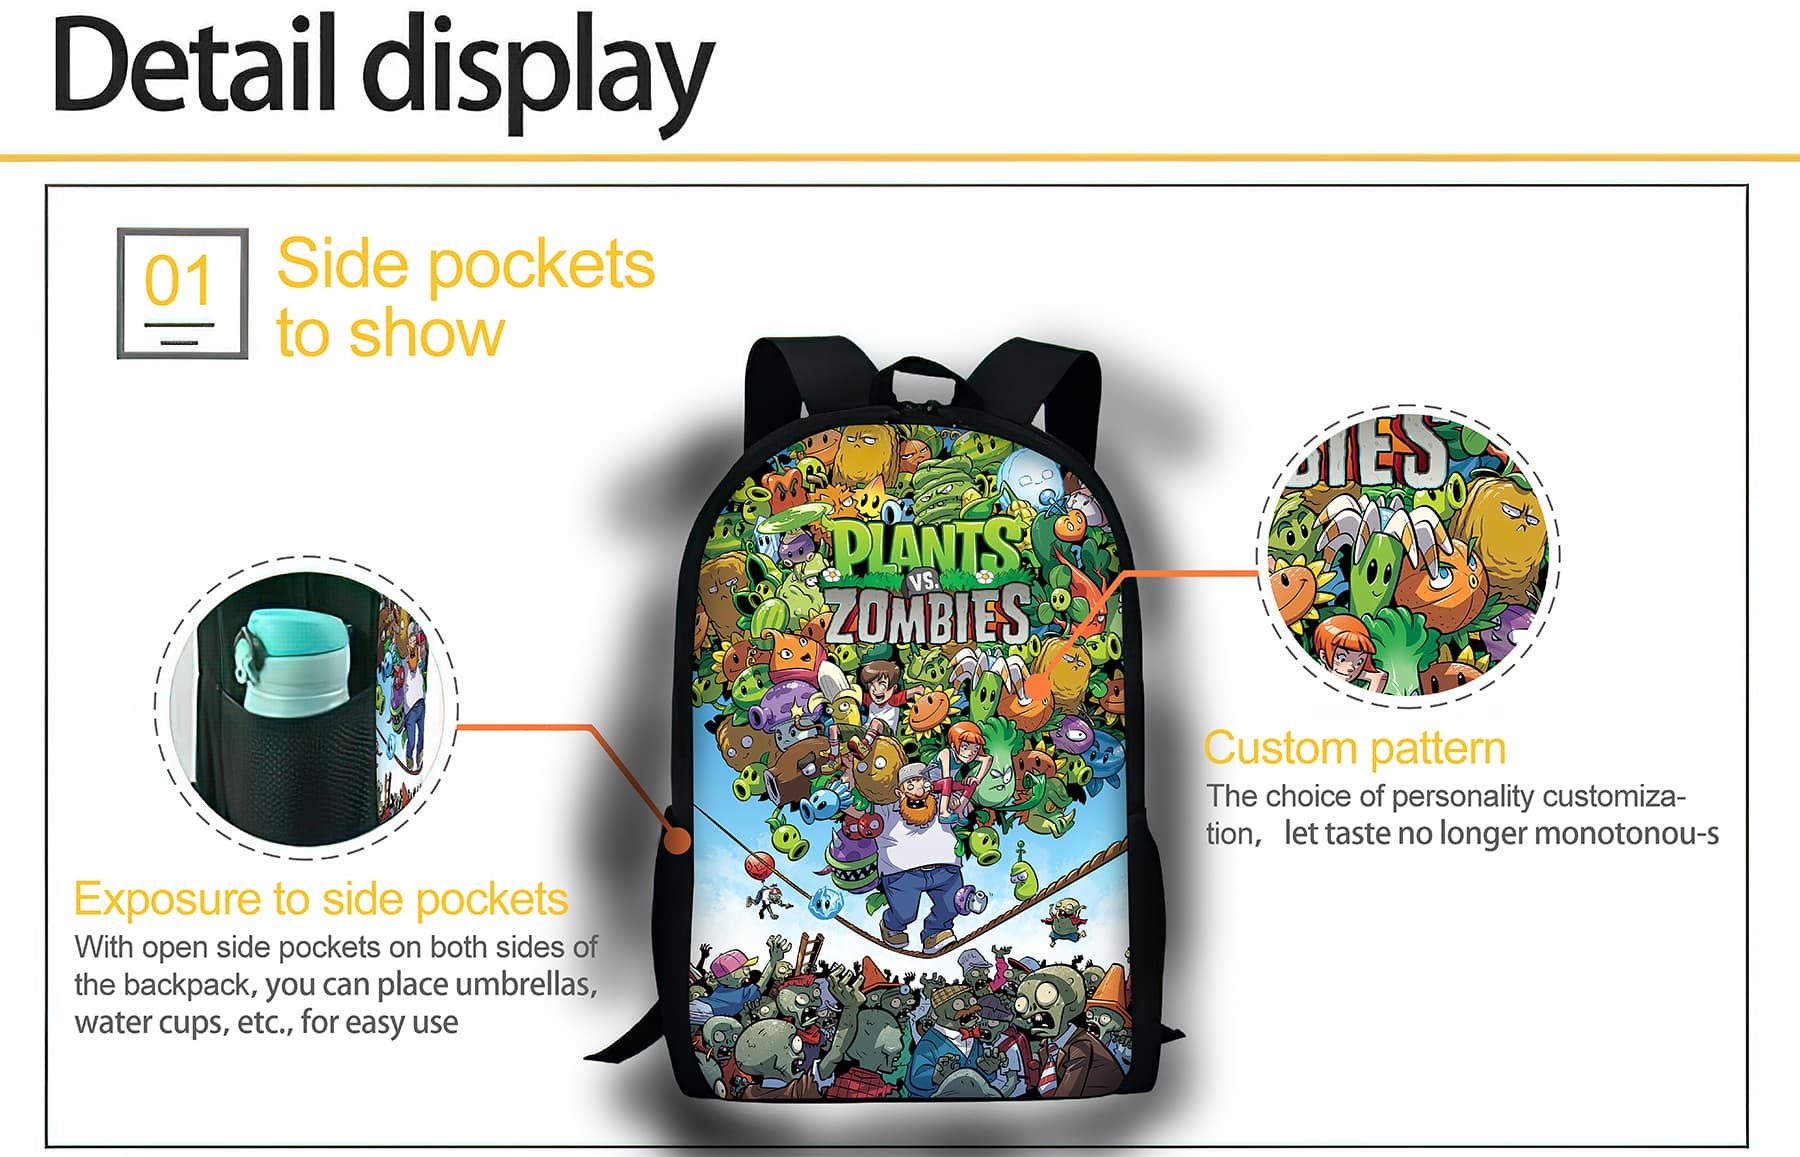 Detail display
01
Side pockets
to show
PLANTS
VS.
ZOMBIES
BIES
Custom pattern
The choice of personality customiza-
tion, let taste no longer monotonou-s
Exposure to side pockets
With open side pockets on both sides of
the backpack, you can place umbrellas,
water cups, etc., for easy use